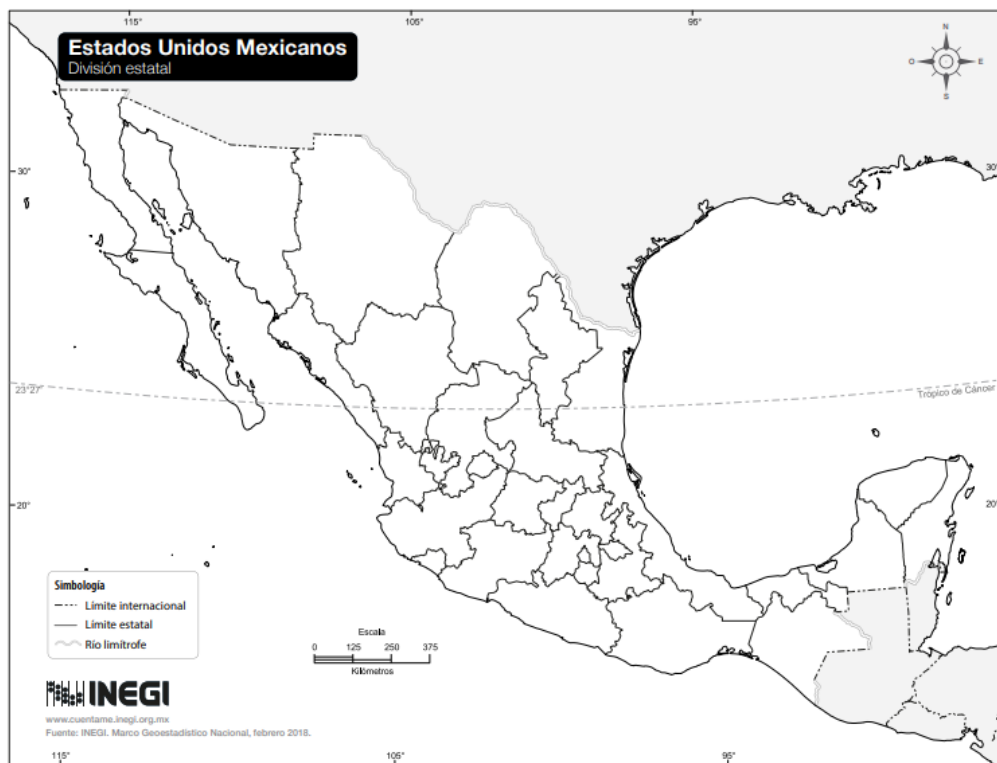 115°
105°
95°
Estados Unidos Mexicanos
División estatal
N
O
E
S
30°
30°
23°27'
Trópico de Cáncer
20°
20°
Simbología
Límite internacional
Límite estatal
Río limítrofe
Escala
0 125 250 375
Kilómetros
INEGI
www.cuentame.inegi.org.mx
Fuente: INEGI. Marco Geoestadístico Nacional, febrero 2018.
115°
105°
95°